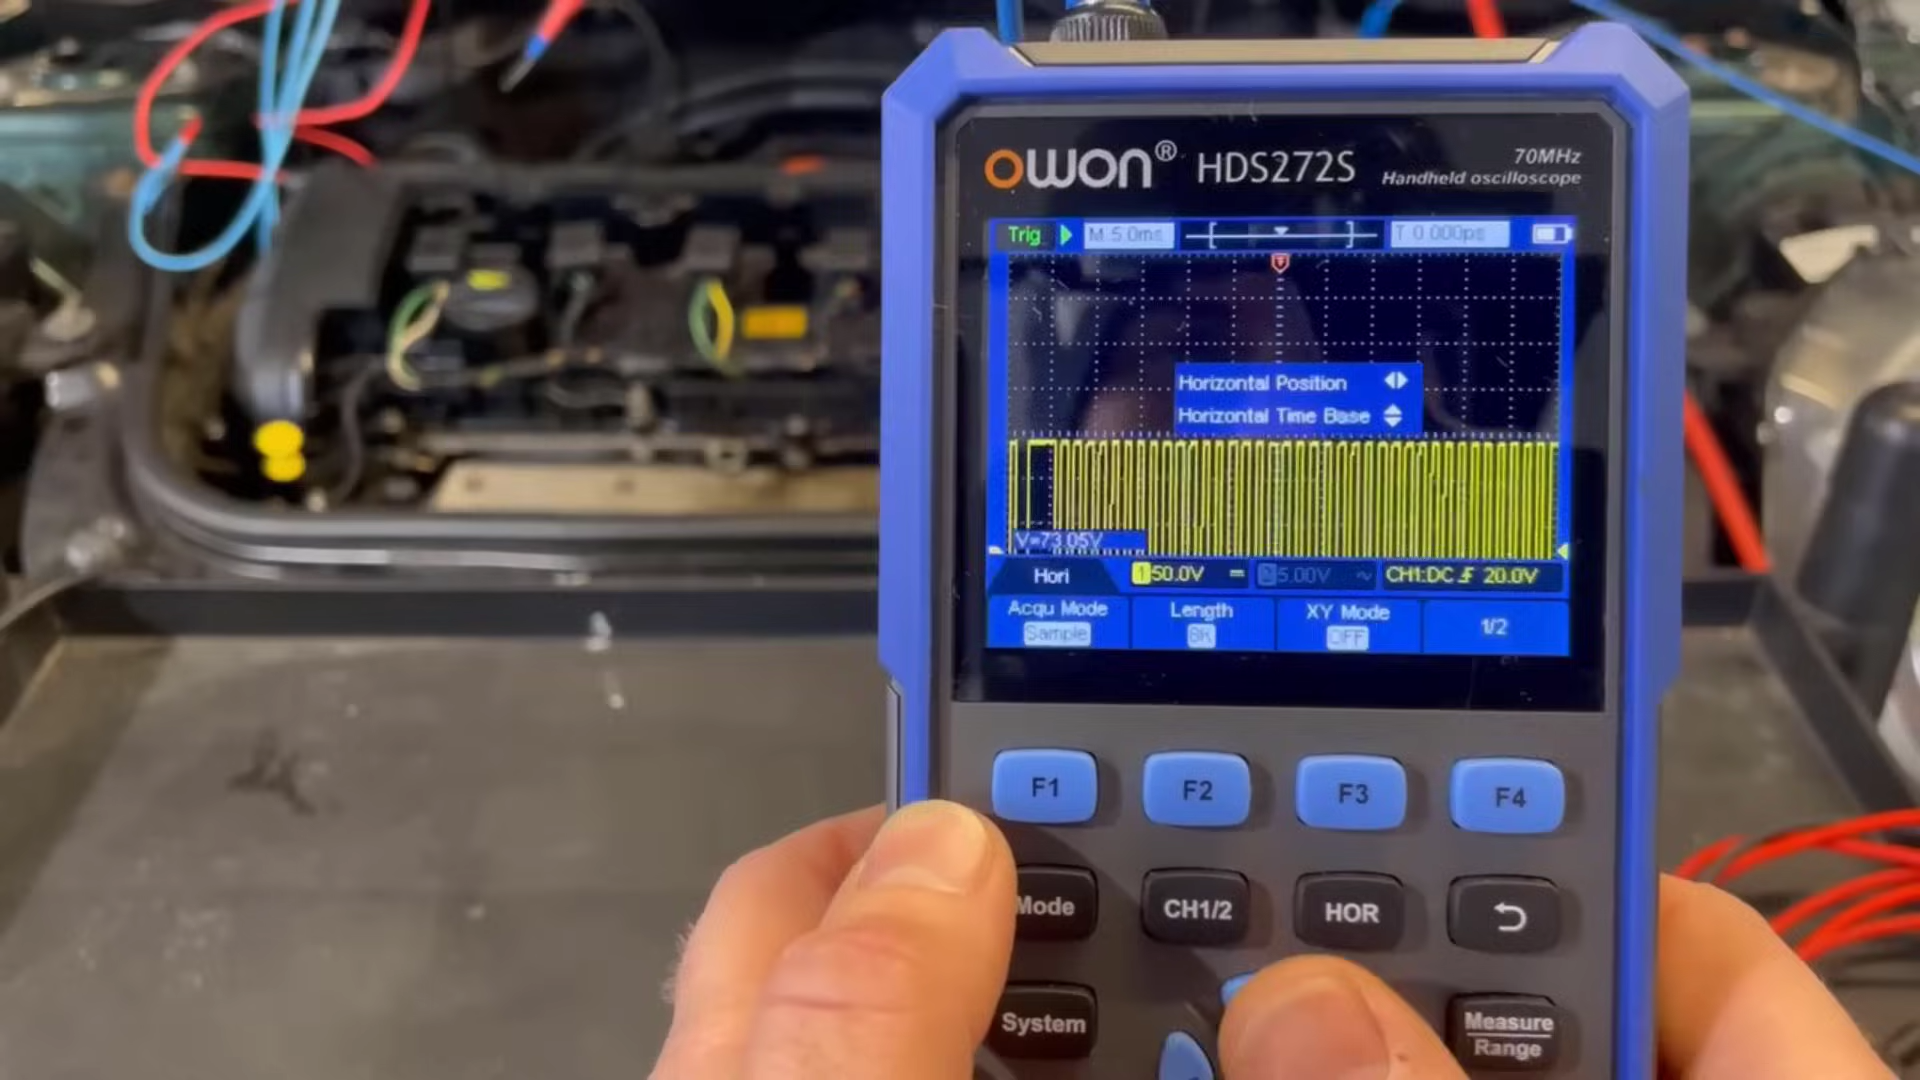 owon® HDS272S 70MHz
Handheld oscilloscope
Trig M 5.0ms T 0.000ps
Horizontal Position
Horizontal Time Base
V=73.05V
Hori 1 50.0V 5.00V CH1:DC 20.0V
Acqu Mode Length XY Mode 1/2
Sample 8K OFF
F1 F2 F3 F4
Mode CH1/2 HOR
System Measure
Range